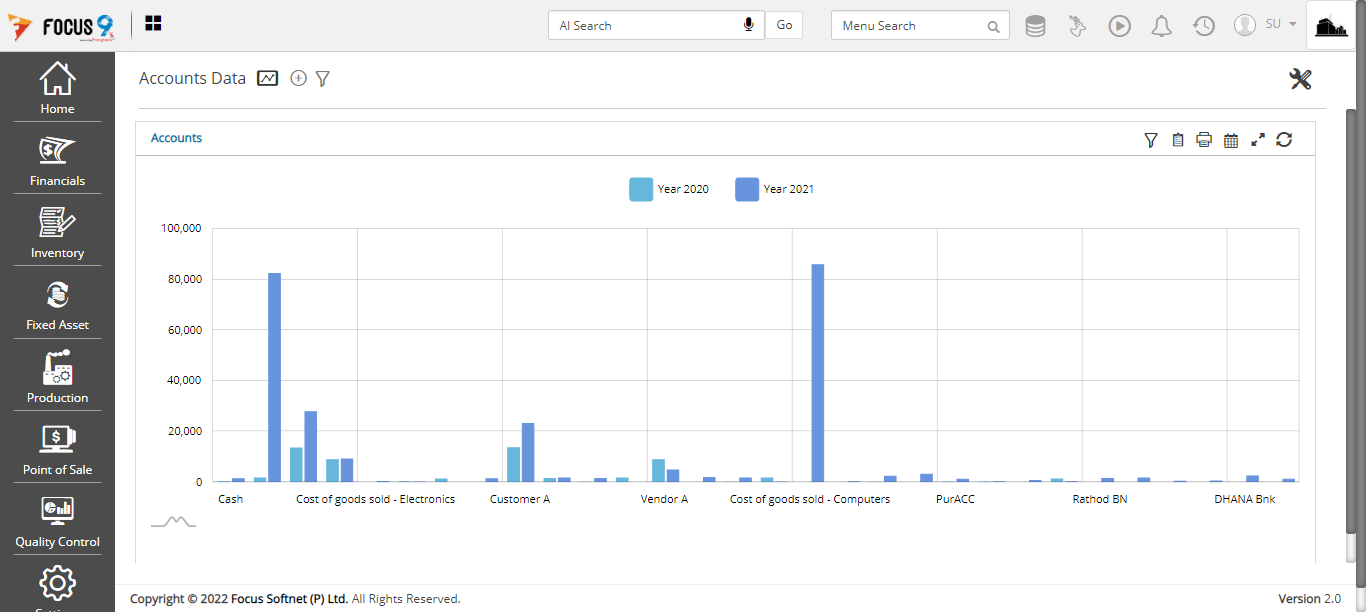 FOCUS 9
AI Search
Go
Menu Search
SU
Home
Financials
Inventory
Fixed Asset
Production
Point of Sale
Quality Control
Accounts Data
Accounts
Year 2020
Year 2021
100,000
80,000
60,000
40,000
20,000
0
Cash
Cost of goods sold - Electronics
Customer A
Vendor A
Cost of goods sold - Computers
PurACC
Rathod BN
DHANA Bnk
Copyright © 2022 Focus Softnet (P) Ltd. All Rights Reserved.
Version 2.0